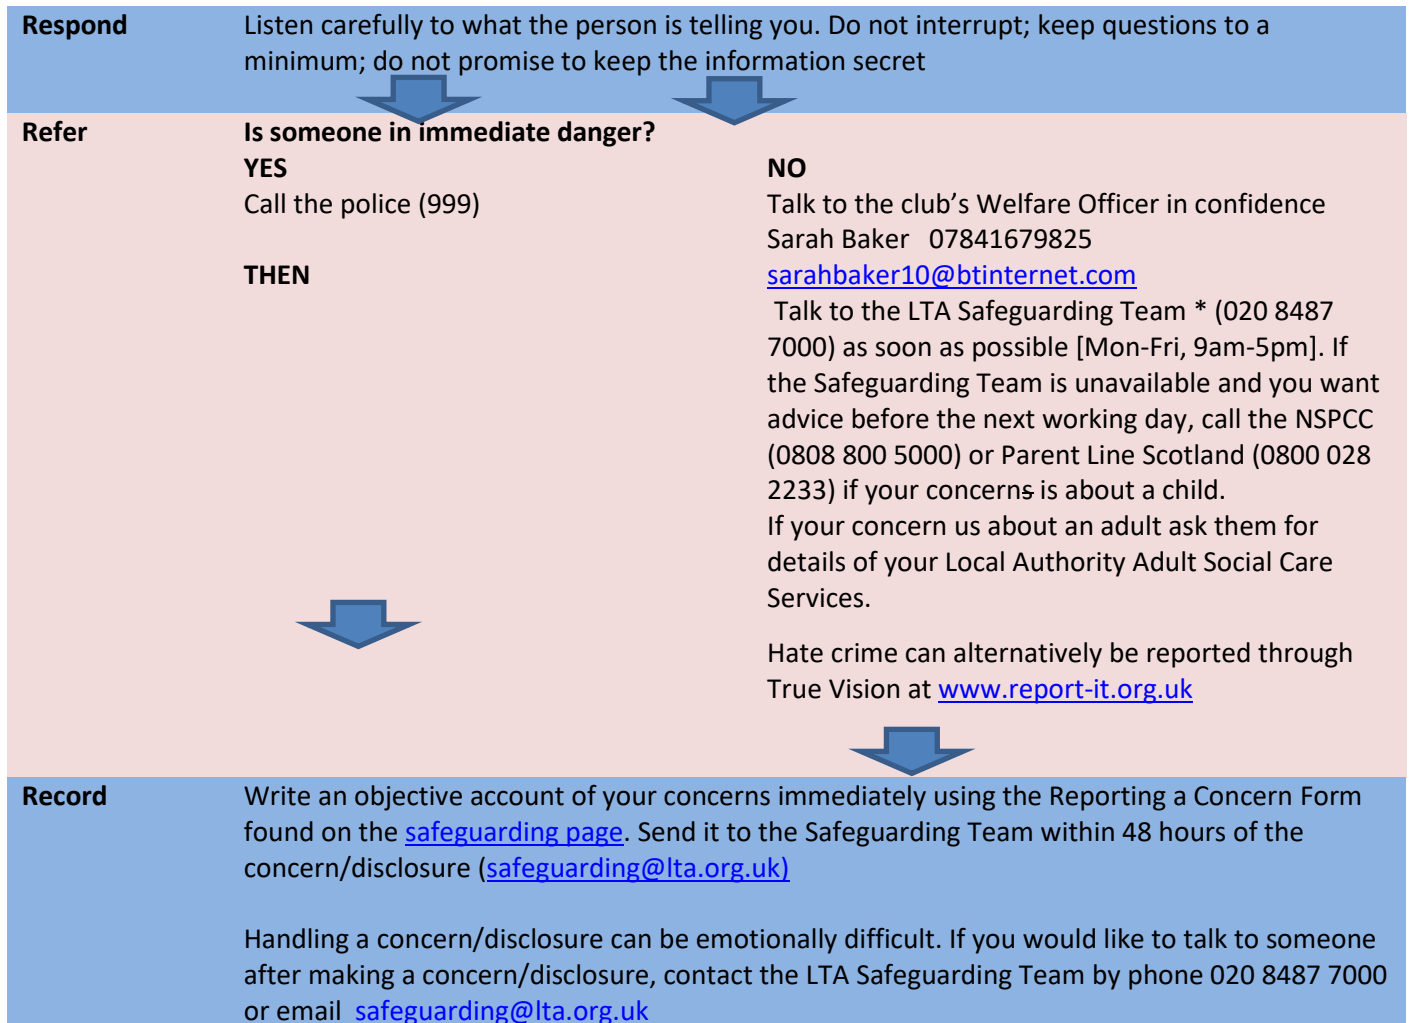 Respond
Listen carefully to what the person is telling you. Do not interrupt; keep questions to a
minimum; do not promise to keep the information secret
Refer
Is someone in immediate danger?
YES
Call the police (999)
THEN
NO
Talk to the club’s Welfare Officer in confidence
Sarah Baker   07841679825
sarahbaker10@btinternet.com
Talk to the LTA Safeguarding Team * (020 8487
7000) as soon as possible [Mon-Fri, 9am-5pm]. If
the Safeguarding Team is unavailable and you want
advice before the next working day, call the NSPCC
(0808 800 5000) or Parent Line Scotland (0800 028
2233) if your concerns is about a child.
If your concern us about an adult ask them for
details of your Local Authority Adult Social Care
Services.
Hate crime can alternatively be reported through
True Vision at www.report-it.org.uk
Record
Write an objective account of your concerns immediately using the Reporting a Concern Form
found on the safeguarding page. Send it to the Safeguarding Team within 48 hours of the
concern/disclosure (safeguarding@lta.org.uk)
Handling a concern/disclosure can be emotionally difficult. If you would like to talk to someone
after making a concern/disclosure, contact the LTA Safeguarding Team by phone 020 8487 7000
or email  safeguarding@lta.org.uk